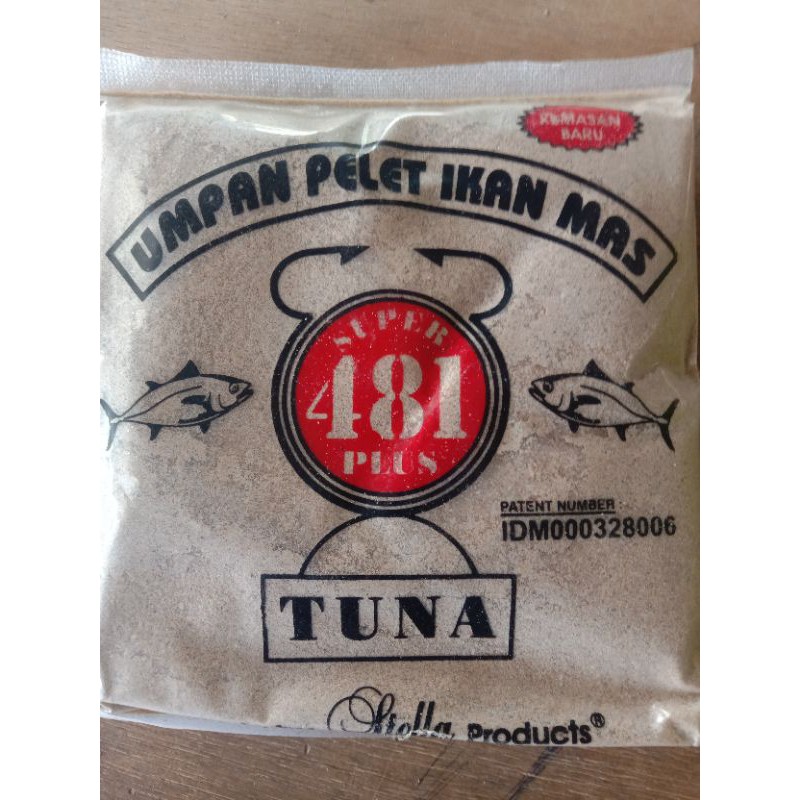 KEMASAN
BARU
UMPAN PELET IKAN MAS
SUPER
481
PLUS
PATENT NUMBER :
IDM000328006
TUNA
Stella Products®